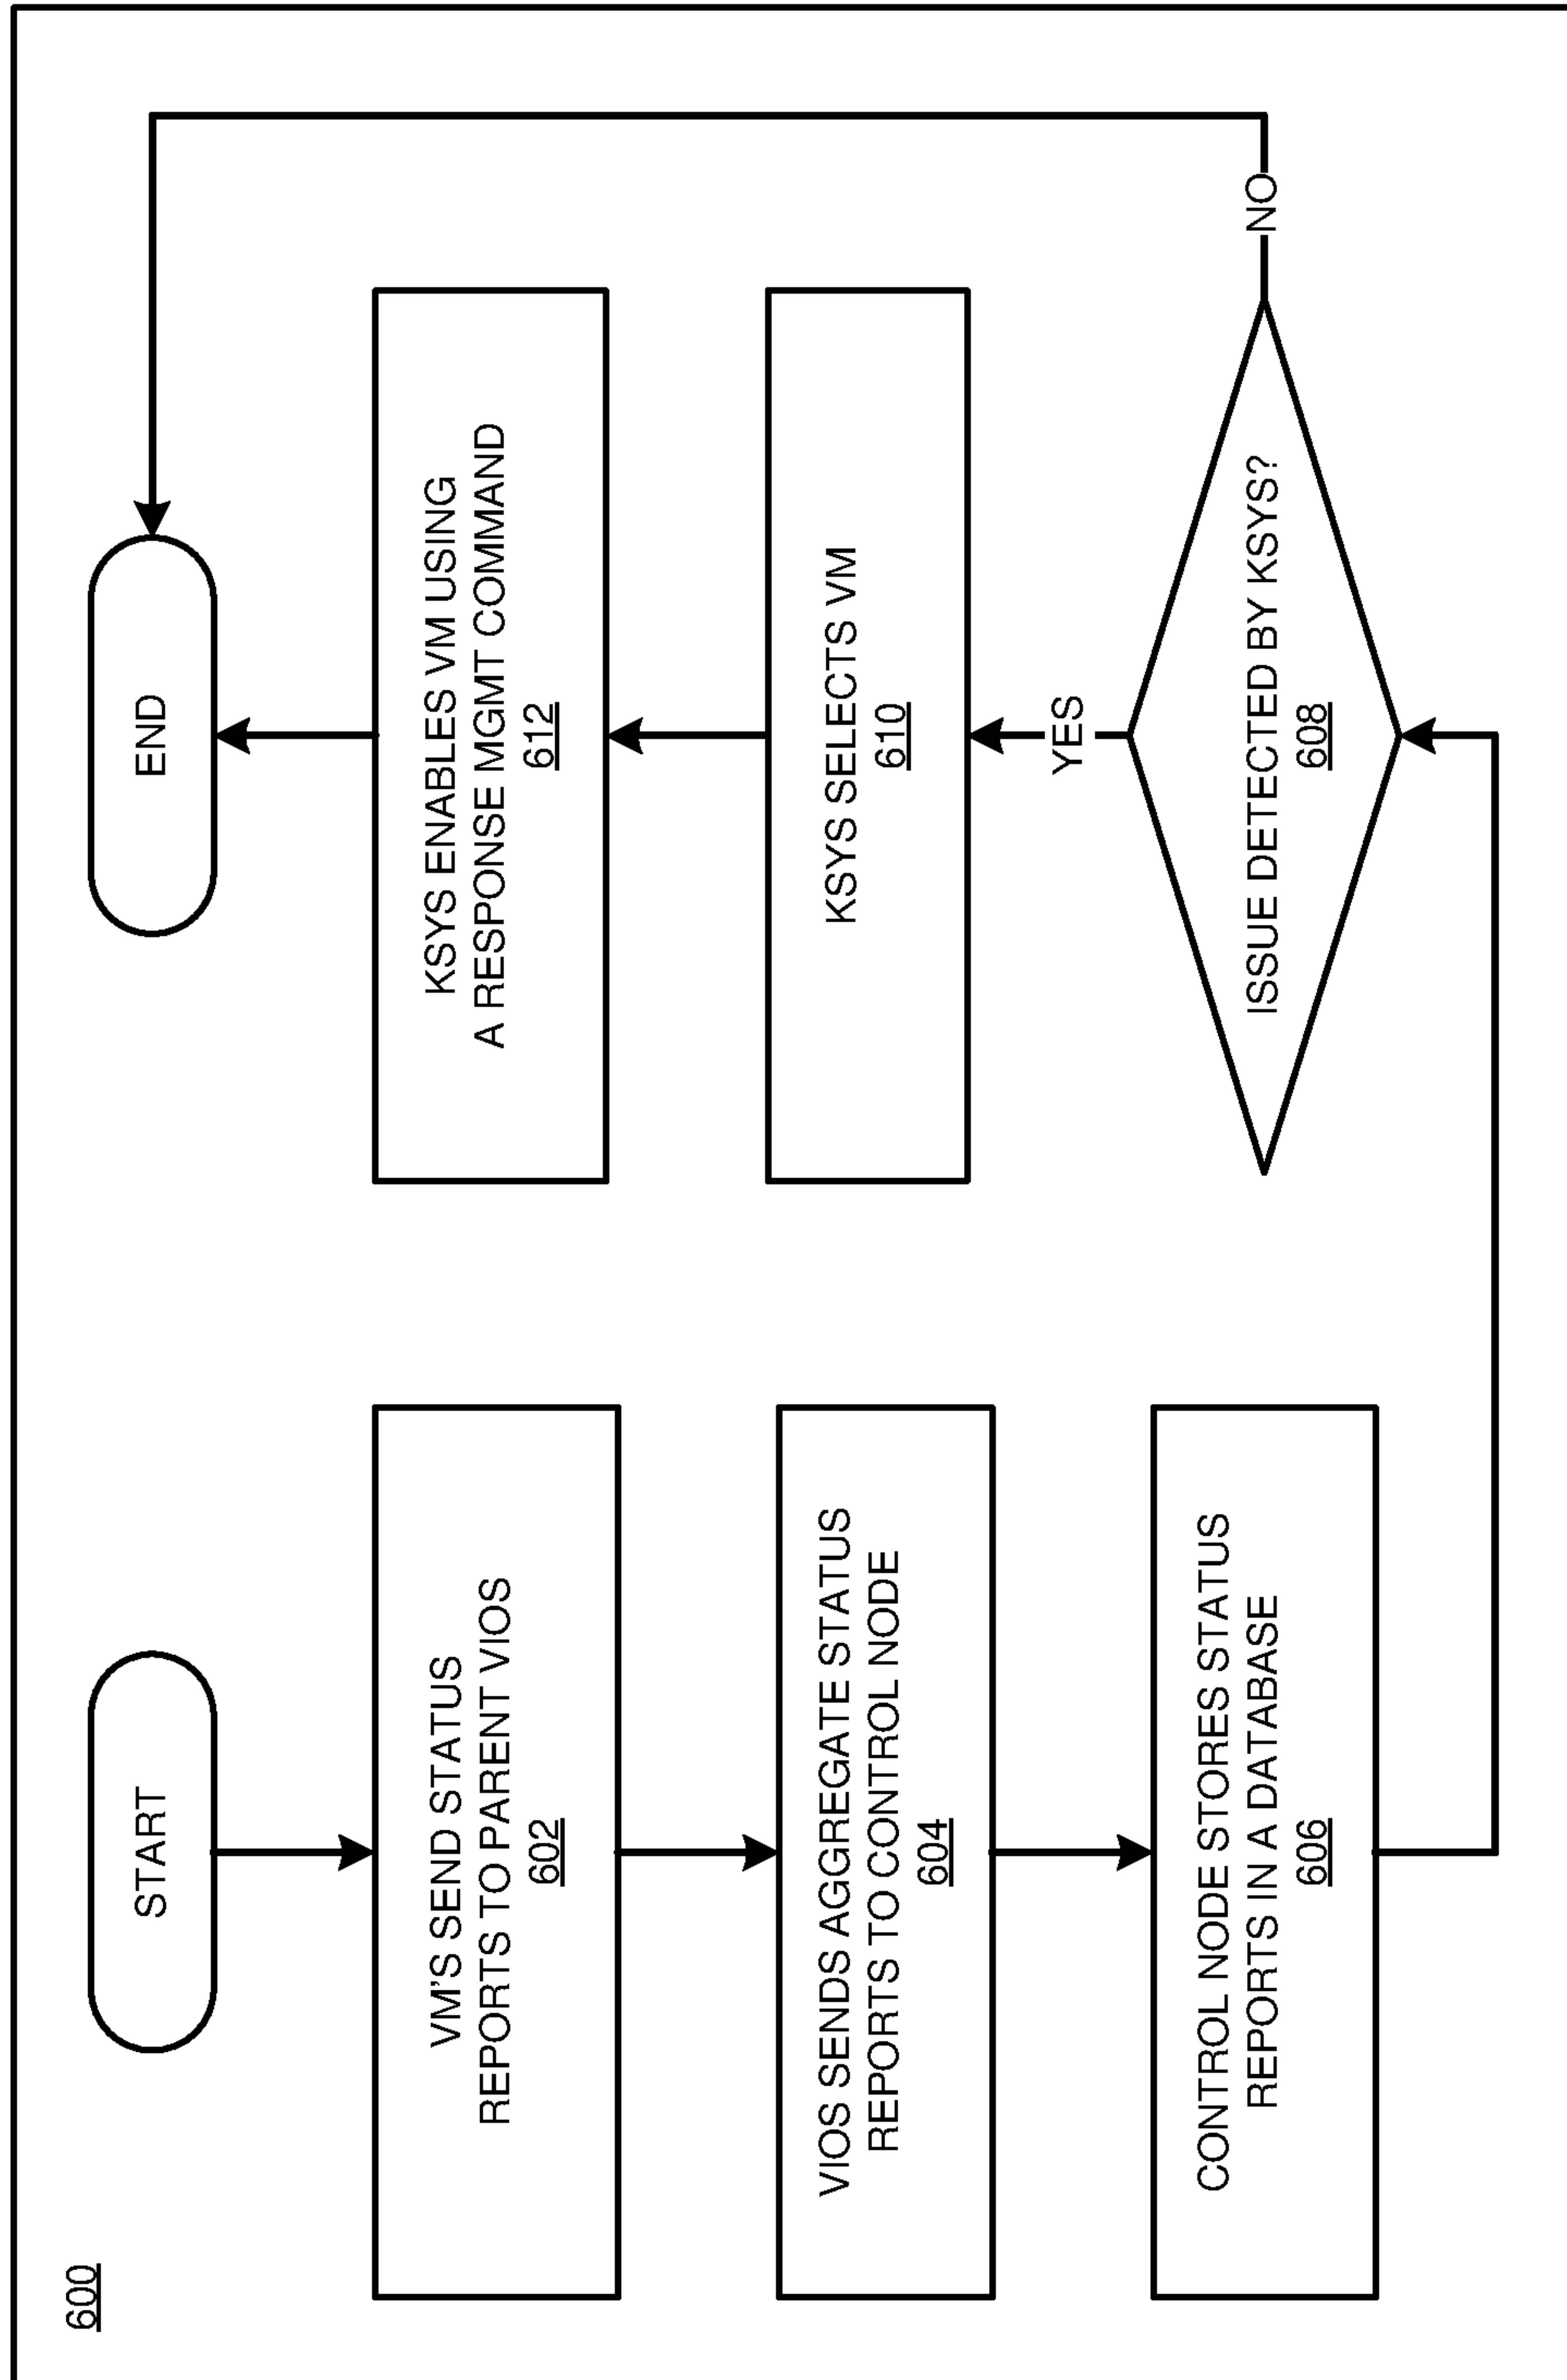 600
START
VM'S SEND STATUS
REPORTS TO PARENT VIOS
602
VIOS SENDS AGGREGATE STATUS
REPORTS TO CONTROL NODE
604
CONTROL NODE STORES STATUS
REPORTS IN A DATABASE
606
ISSUE DETECTED BY KSYS?
608
NO
YES
KSYS SELECTS VM
610
KSYS ENABLES VM USING
A RESPONSE MGMT COMMAND
612
END